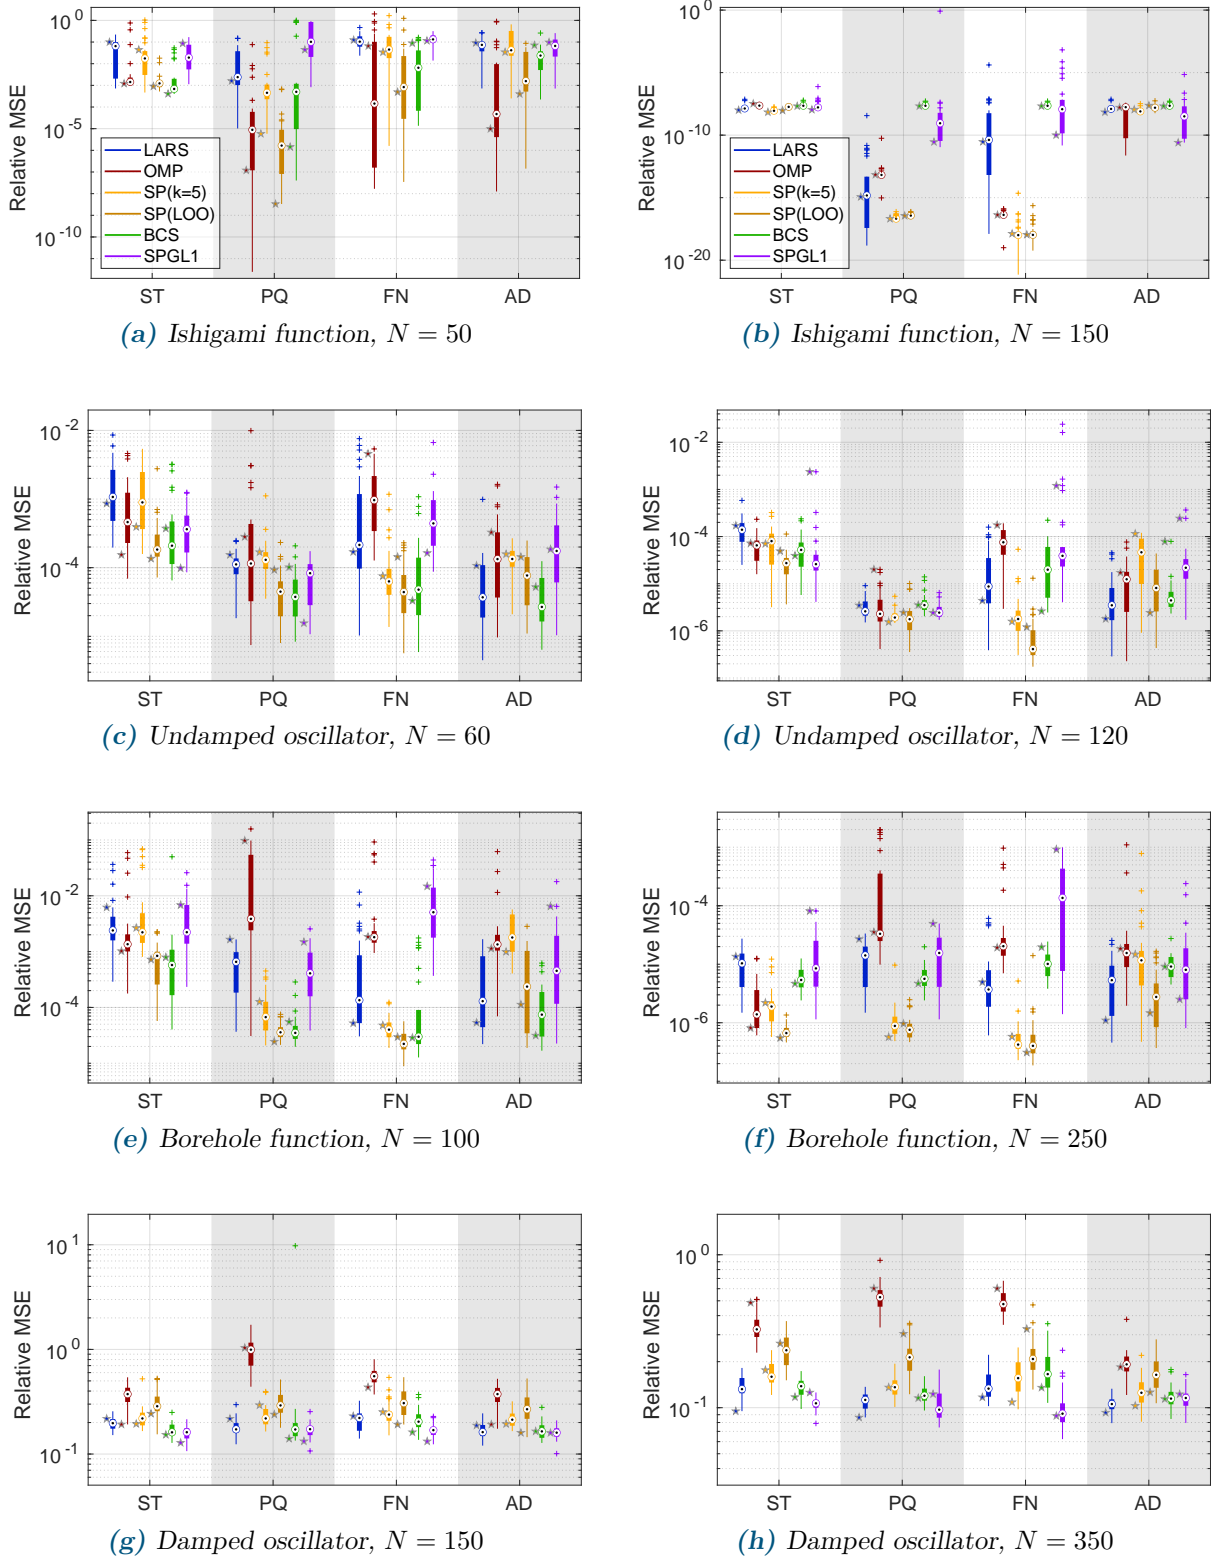 Relative MSE
10^0
10^-5
10^-10
LARS
OMP
SP(k=5)
SP(LOO)
BCS
SPGL1
ST PQ FN AD
(a) Ishigami function, N = 50
Relative MSE
10^0
10^-10
10^-20
LARS
OMP
SP(k=5)
SP(LOO)
BCS
SPGL1
ST PQ FN AD
(b) Ishigami function, N = 150
Relative MSE
10^-2
10^-4
ST PQ FN AD
(c) Undamped oscillator, N = 60
Relative MSE
10^-2
10^-4
10^-6
ST PQ FN AD
(d) Undamped oscillator, N = 120
Relative MSE
10^-2
10^-4
ST PQ FN AD
(e) Borehole function, N = 100
Relative MSE
10^-4
10^-6
ST PQ FN AD
(f) Borehole function, N = 250
Relative MSE
10^1
10^0
10^-1
ST PQ FN AD
(g) Damped oscillator, N = 150
Relative MSE
10^0
10^-1
ST PQ FN AD
(h) Damped oscillator, N = 350